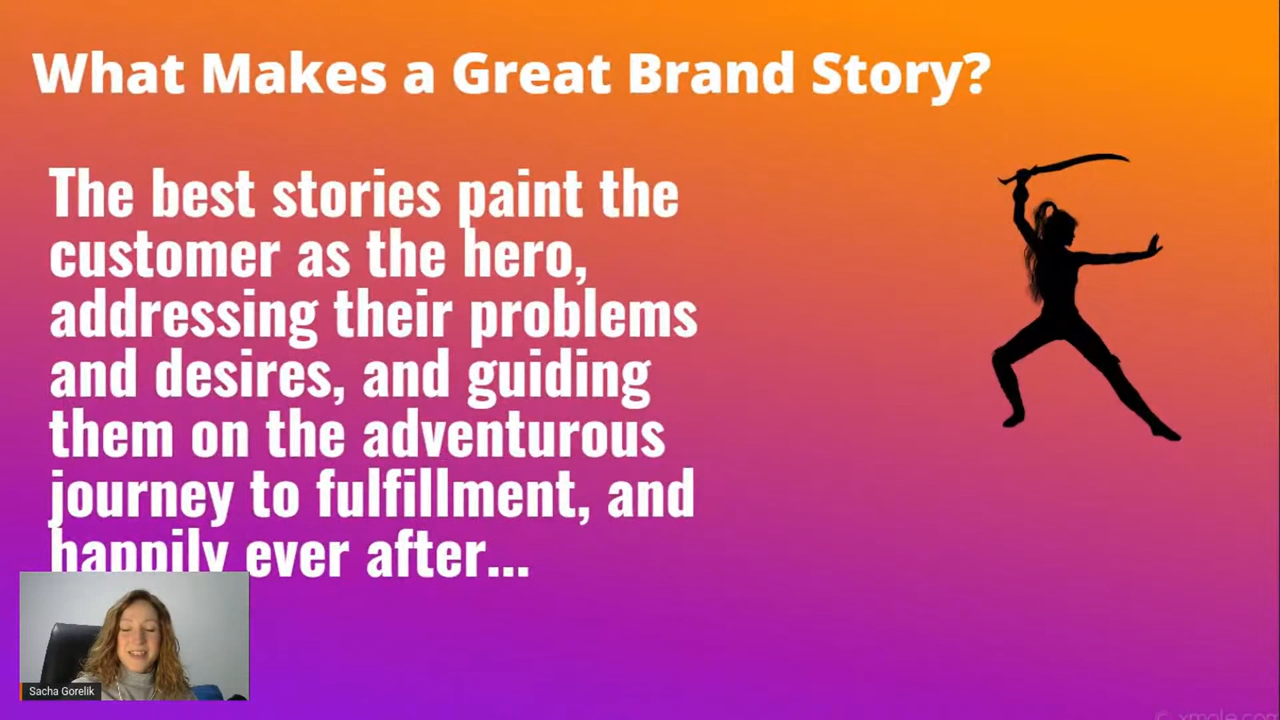 What Makes a Great Brand Story?
The best stories paint the
customer as the hero,
addressing their problems
and desires, and guiding
them on the adventurous
journey to fulfillment, and
happily ever after...
Sacha Gorelik